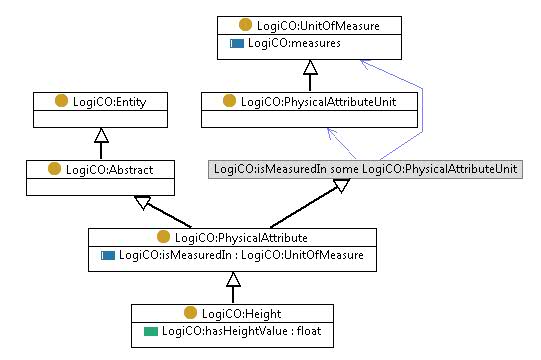 LogiCO:UnitOfMeasure
LogiCO:measures
LogiCO:Entity
LogiCO:PhysicalAttributeUnit
LogiCO:Abstract
LogiCO:isMeasuredIn some LogiCO:PhysicalAttributeUnit
LogiCO:PhysicalAttribute
LogiCO:isMeasuredIn : LogiCO:UnitOfMeasure
LogiCO:Height
LogiCO:hasHeightValue : float